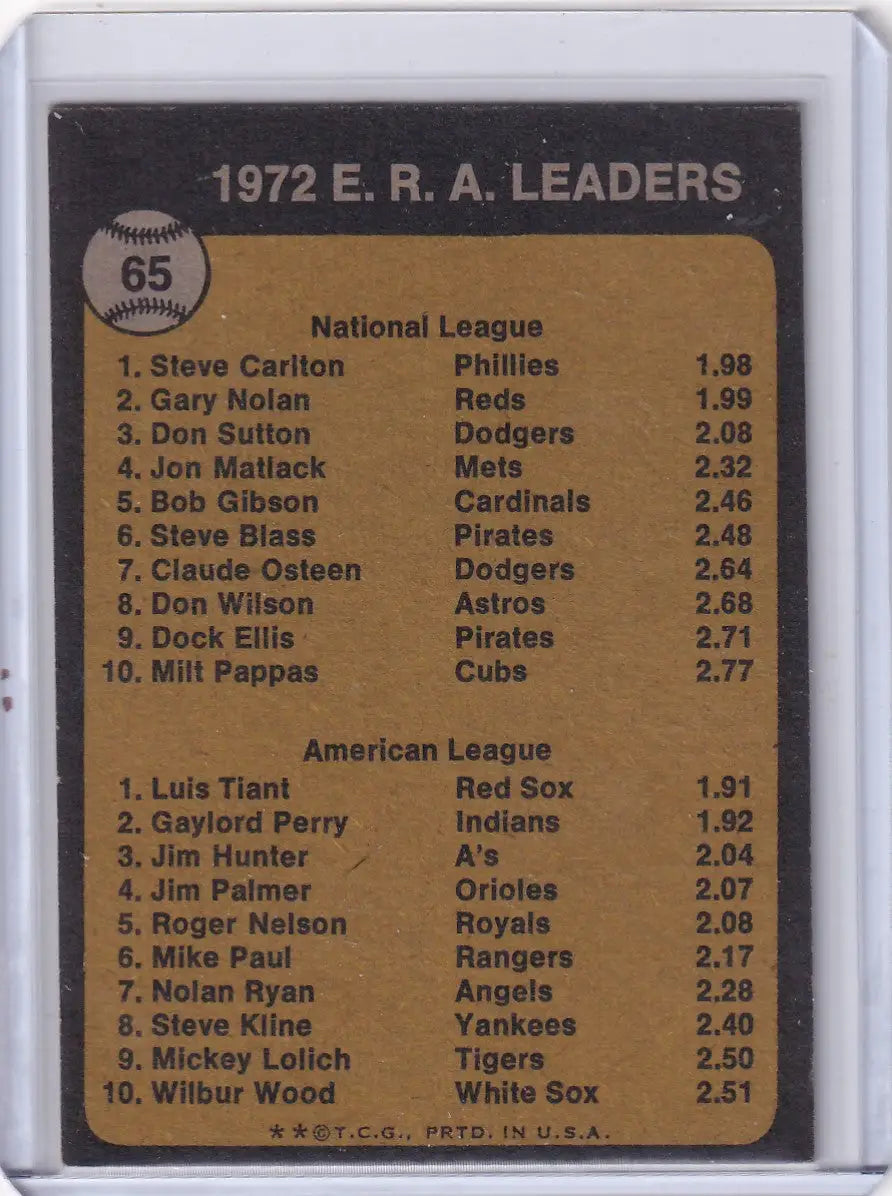 1972 E. R. A. LEADERS
65
National League
1. Steve Carlton Phillies 1.98
2. Gary Nolan Reds 1.99
3. Don Sutton Dodgers 2.08
4. Jon Matlack Mets 2.32
5. Bob Gibson Cardinals 2.46
6. Steve Blass Pirates 2.48
7. Claude Osteen Dodgers 2.64
8. Don Wilson Astros 2.68
9. Dock Ellis Pirates 2.71
10. Milt Pappas Cubs 2.77
American League
1. Luis Tiant Red Sox 1.91
2. Gaylord Perry Indians 1.92
3. Jim Hunter A's 2.04
4. Jim Palmer Orioles 2.07
5. Roger Nelson Royals 2.08
6. Mike Paul Rangers 2.17
7. Nolan Ryan Angels 2.28
8. Steve Kline Yankees 2.40
9. Mickey Lolich Tigers 2.50
10. Wilbur Wood White Sox 2.51
**©T.C.G., PRTD. IN U.S.A.